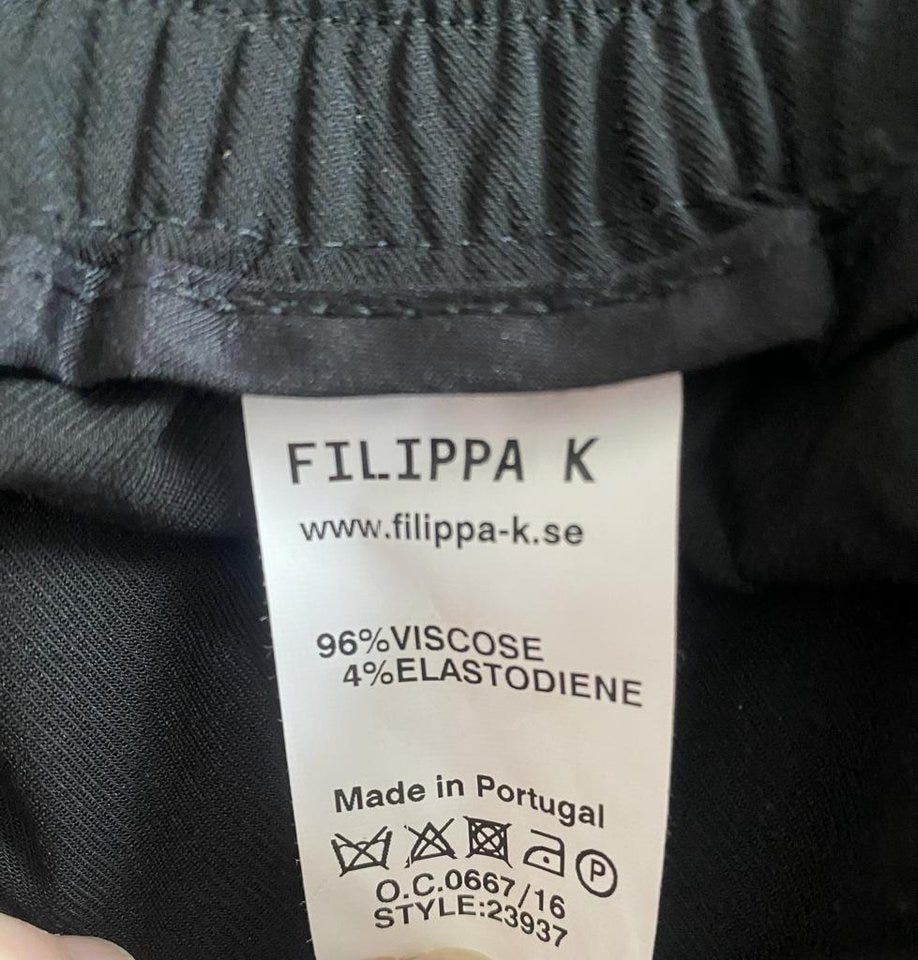 FILIPPA K
www.filippa-k.se
96%VISCOSE
4%ELASTODIENE
Made in Portugal
P
O.C.0667/16
STYLE:23937